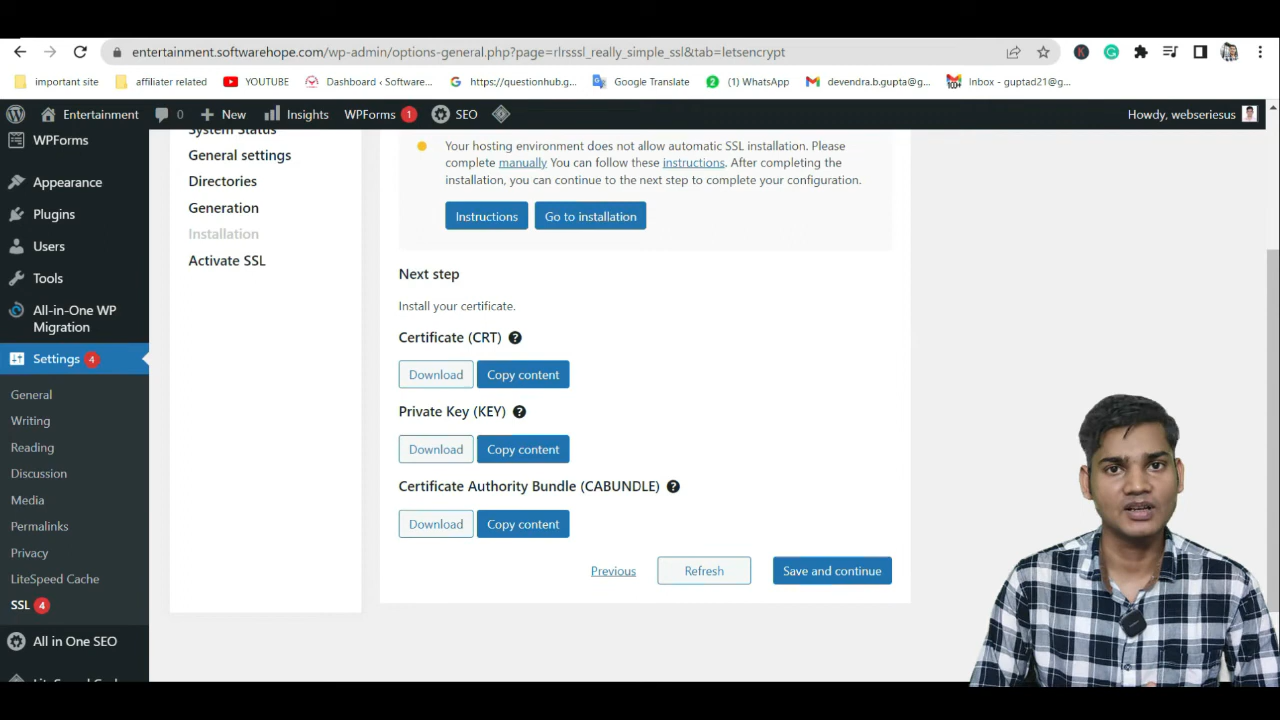 entertainment.softwarehope.com/wp-admin/options-general.php?page=rlrsssl_really_simple_ssl&tab=letsencrypt
important site
affiliater related
YOUTUBE
Dashboard ‹ Software...
https://questionhub.g...
Google Translate
(1) WhatsApp
devendra.b.gupta@g...
Inbox - guptad21@g...
Entertainment
0
New
Insights
WPForms 1
SEO
Howdy, webseriesus
WPForms
Appearance
Plugins
Users
Tools
All-in-One WP
Migration
Settings 4
General
Writing
Reading
Discussion
Media
Permalinks
Privacy
LiteSpeed Cache
SSL 4
All in One SEO
LiteSpeed Cache
System Status
General settings
Directories
Generation
Installation
Activate SSL
Your hosting environment does not allow automatic SSL installation. Please
complete manually You can follow these instructions. After completing the
installation, you can continue to the next step to complete your configuration.
Instructions
Go to installation
Next step
Install your certificate.
Certificate (CRT) ?
Download
Copy content
Private Key (KEY) ?
Download
Copy content
Certificate Authority Bundle (CABUNDLE) ?
Download
Copy content
Previous
Refresh
Save and continue